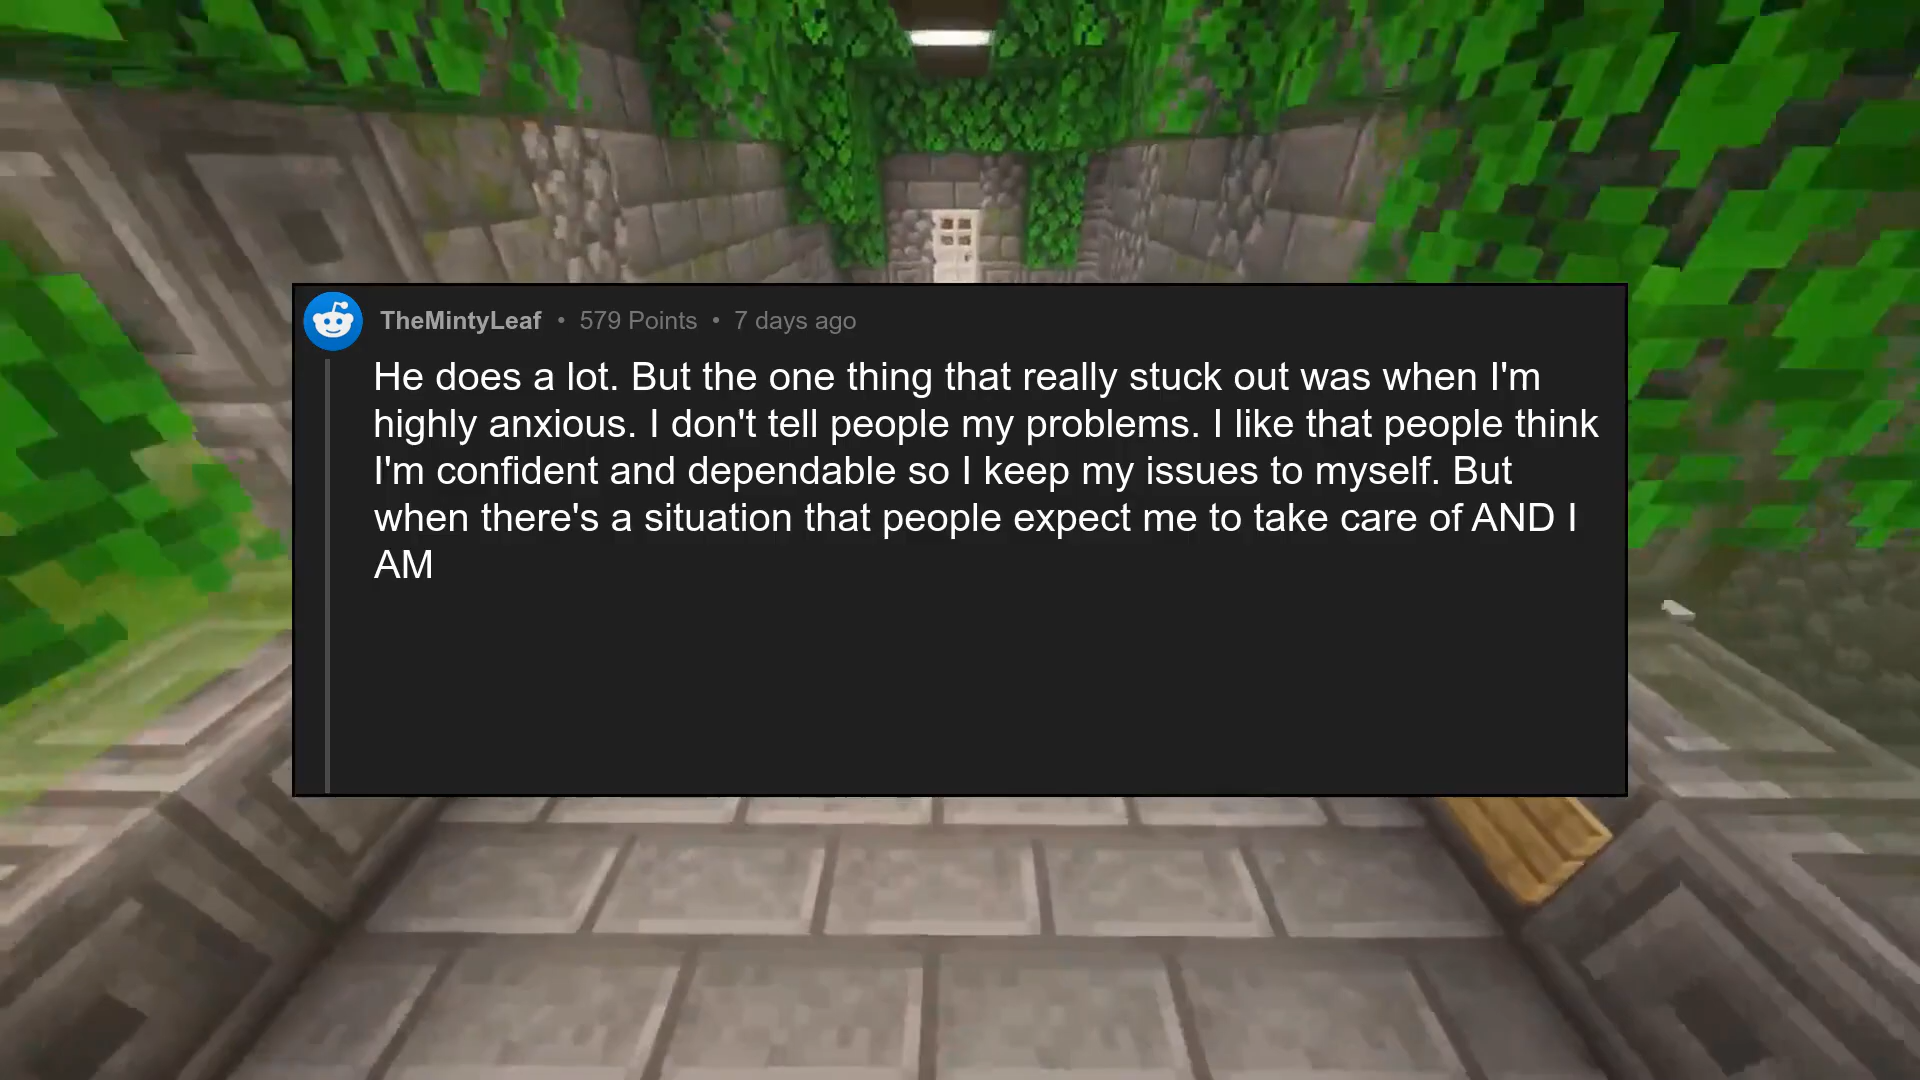 TheMintyLeaf • 579 Points • 7 days ago
He does a lot. But the one thing that really stuck out was when I'm
highly anxious. I don't tell people my problems. I like that people think
I'm confident and dependable so I keep my issues to myself. But
when there's a situation that people expect me to take care of AND I
AM